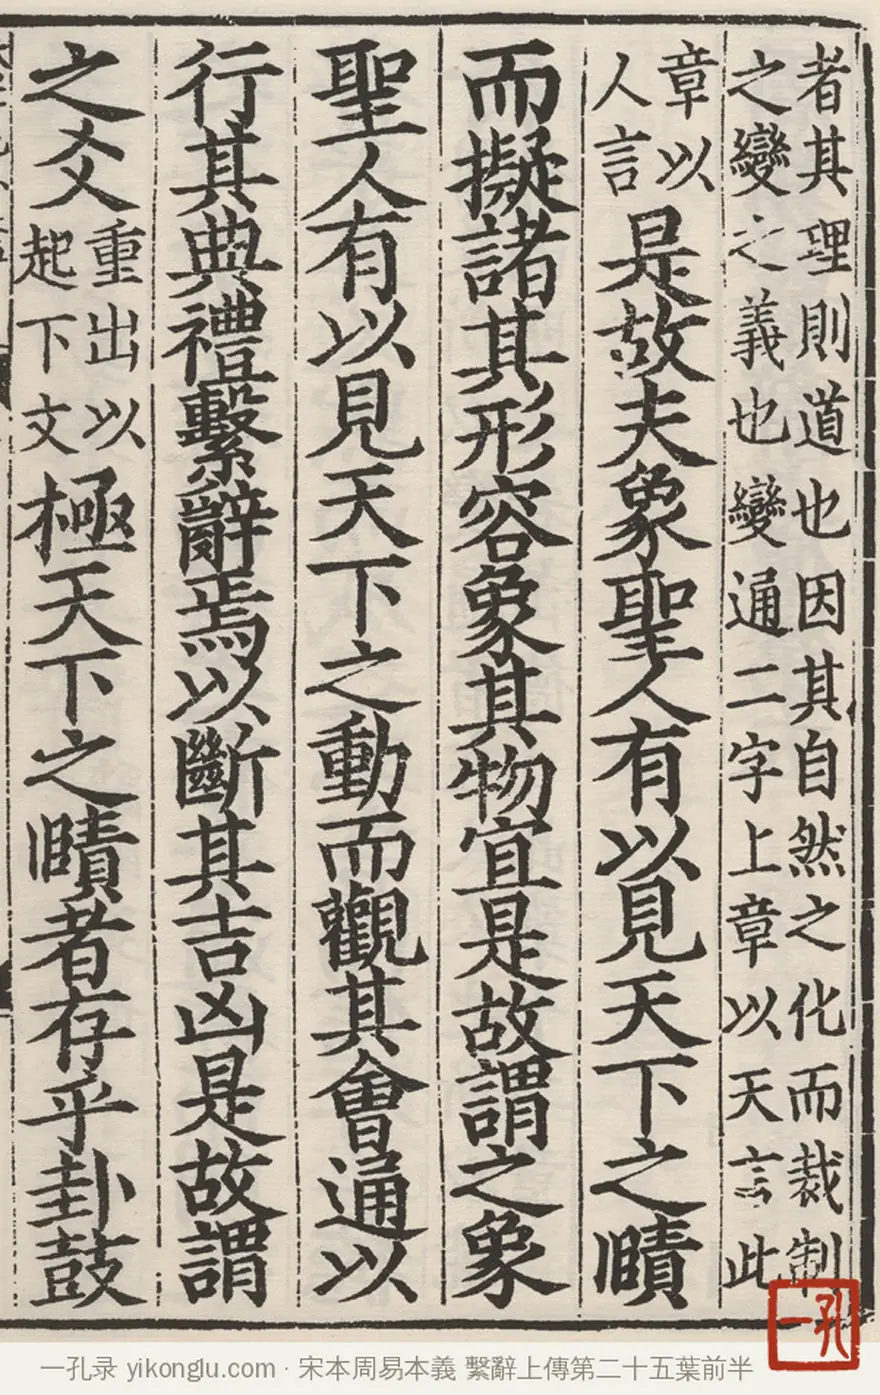 者其理則道也因其自然之化而裁制
之變之義也變通二字上章以天言此
章以
人言
是故夫象聖人有以見天下之賾
而擬諸其形容象其物宜是故謂之象
聖人有以見天下之動而觀其會通以
行其典禮繫辭焉以斷其吉凶是故謂
之爻
重出以
起下文
極天下之賾者存乎卦鼓
一孔
一孔录 yikonglu.com · 宋本周易本義 繫辭上傳第二十五葉前半